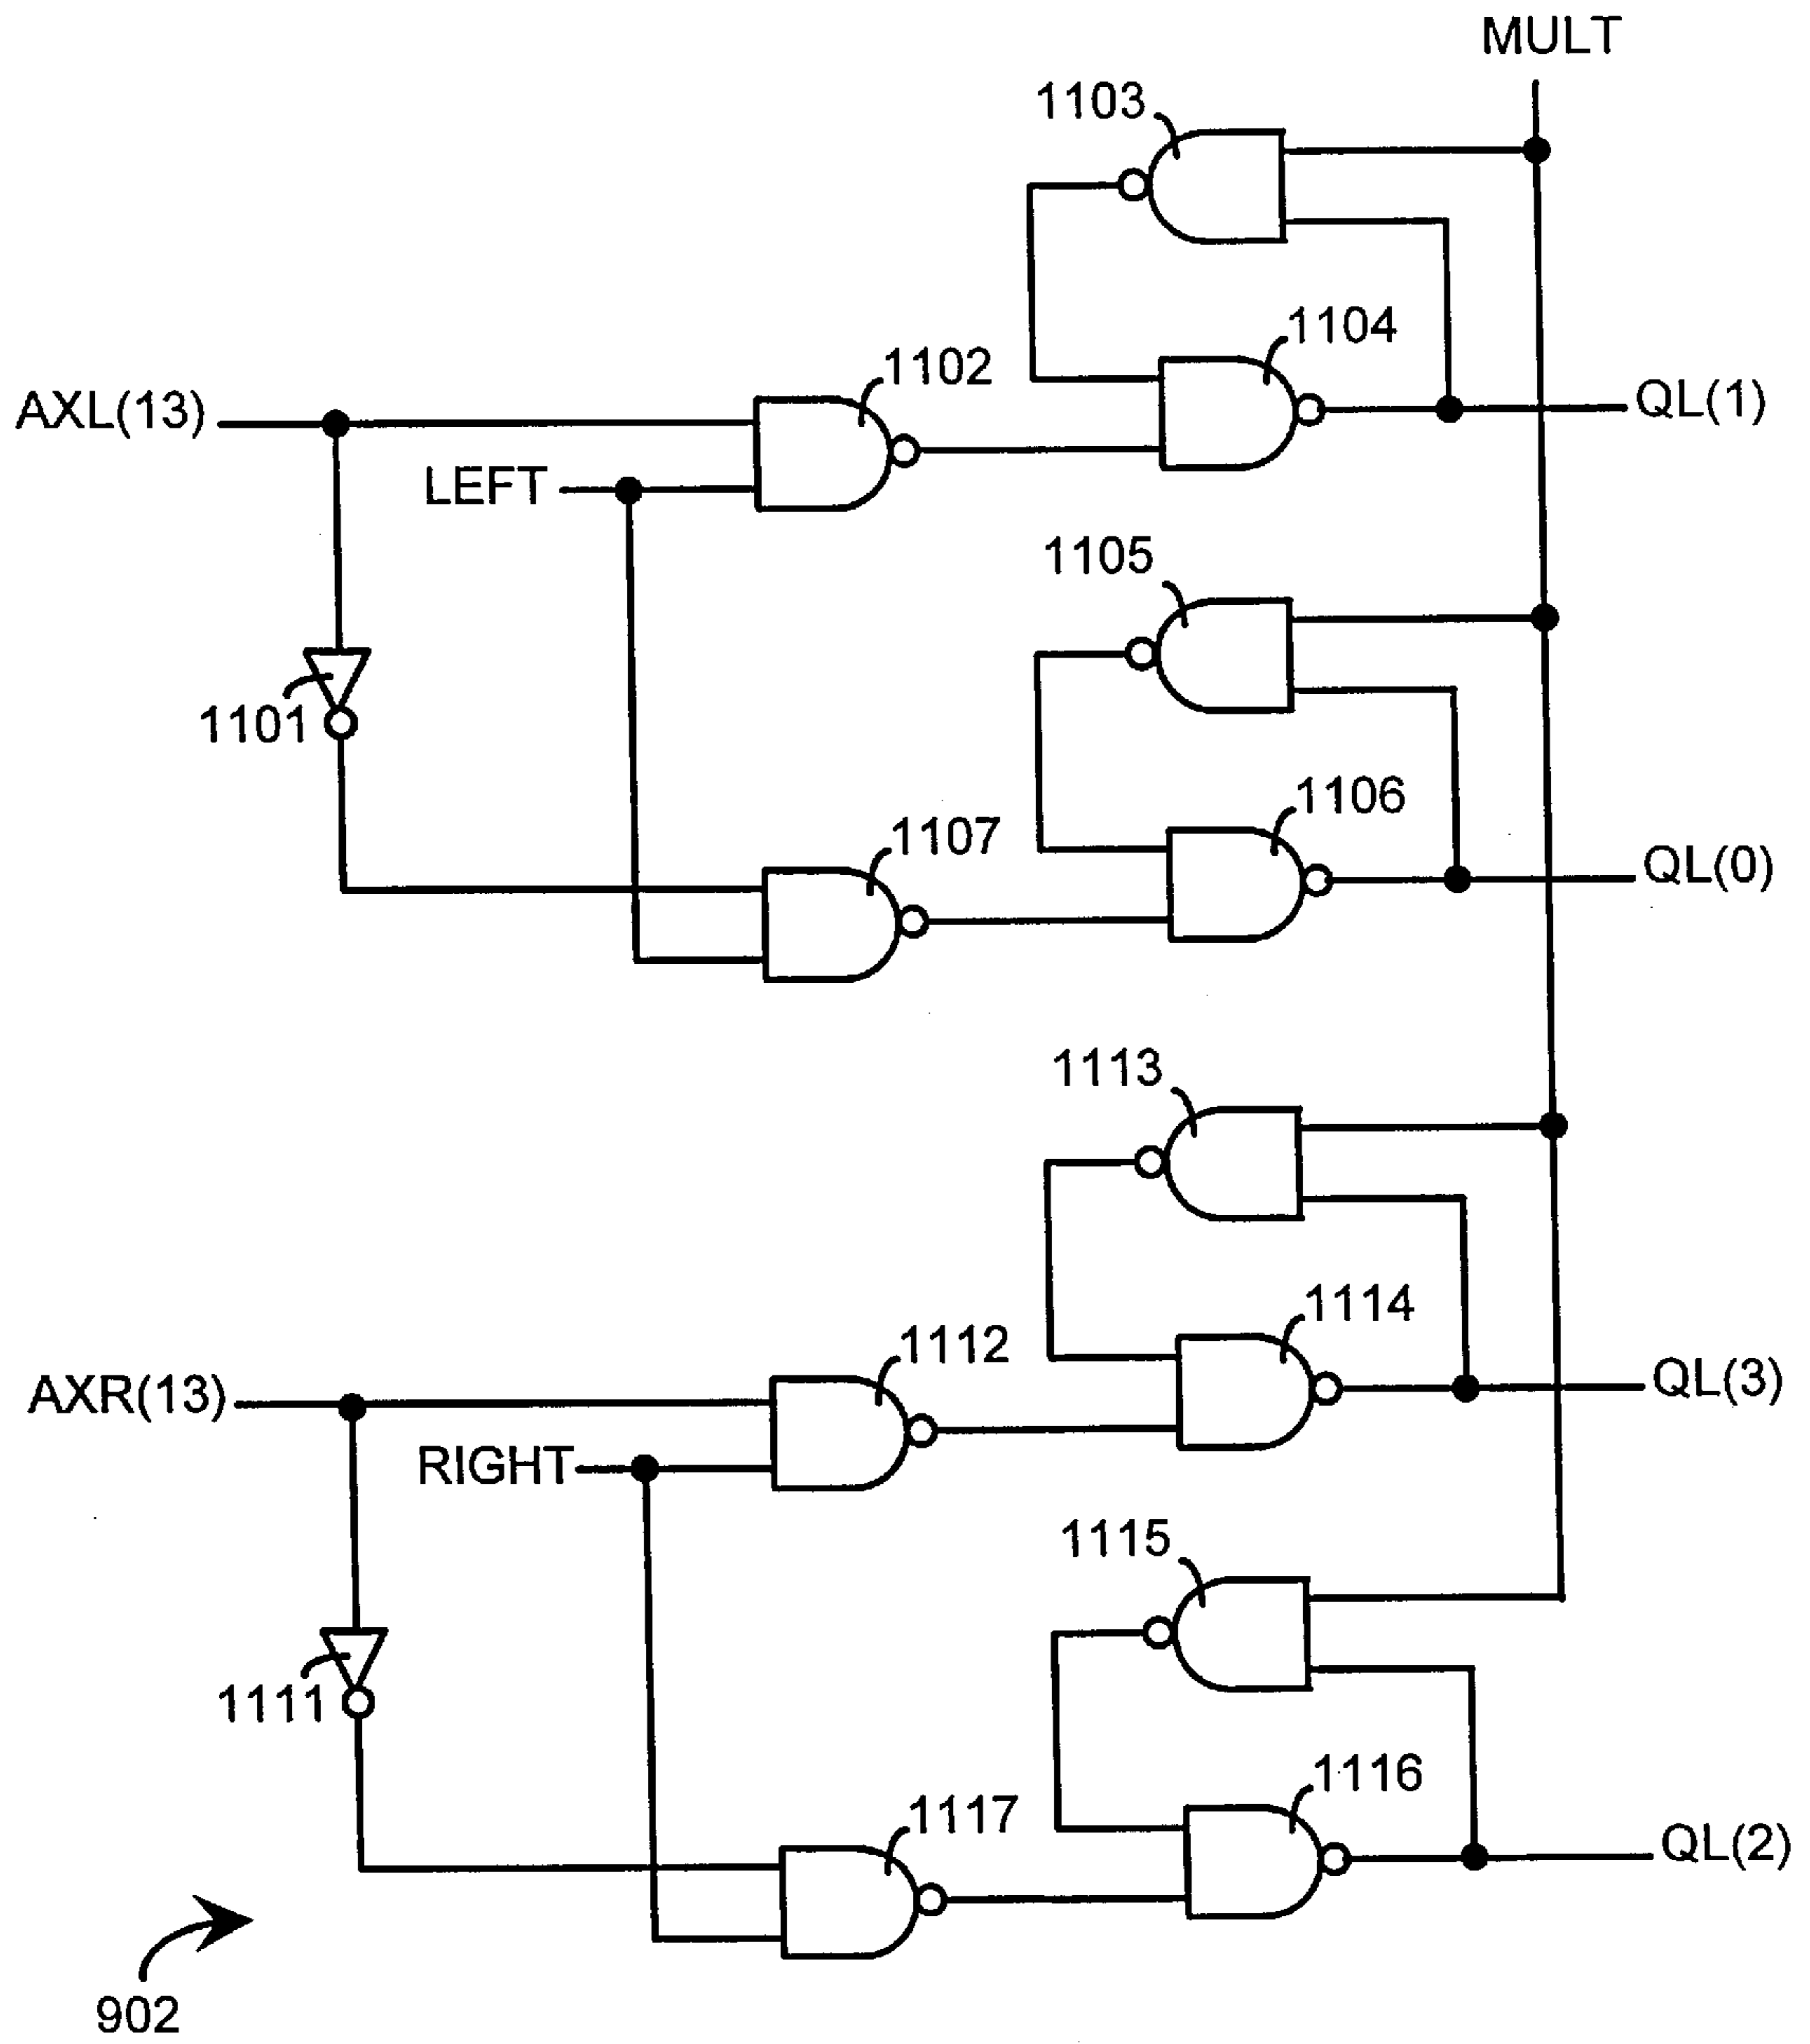 MULT
1103
1104
1102
AXL(13)
QL(1)
LEFT
1105
1101
1106
1107
QL(0)
1113
1114
1112
AXR(13)
QL(3)
RIGHT
1115
1111
1116
1117
QL(2)
902